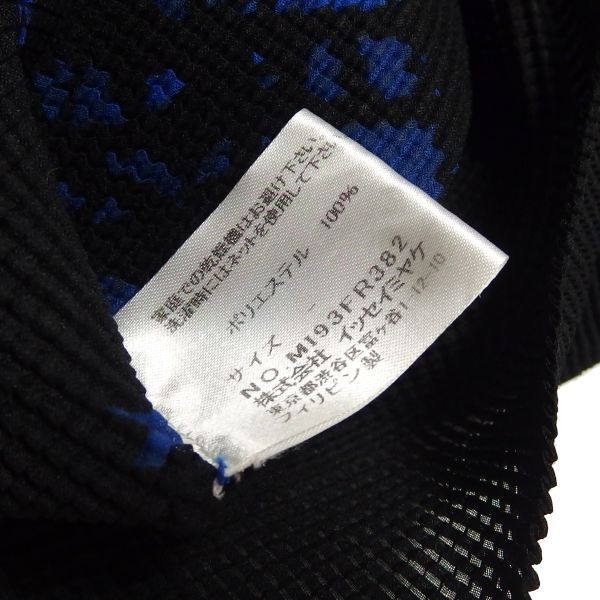 家庭での乾燥機はお避け下さい。
洗濯時にはネットを使用して下さ
ポリエステル 100%
サイズ -
NO.MI93FR382
株式会社 イッセイミヤケ
東京都渋谷区富ヶ谷1-12-10
フィリピン製